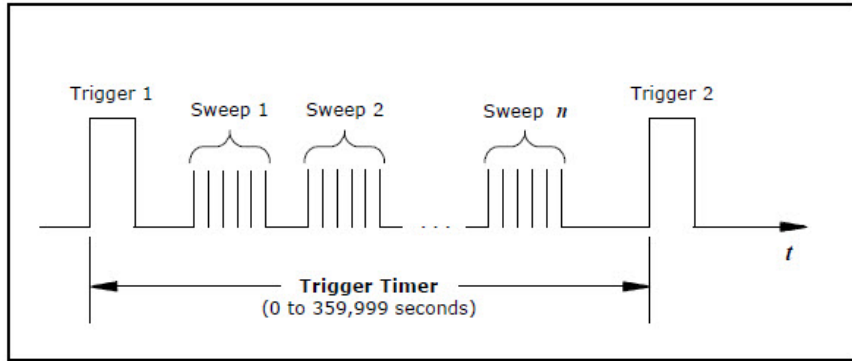 Trigger 1
Sweep 1
Sweep 2
Sweep n
Trigger 2
. . .
t
Trigger Timer
(0 to 359,999 seconds)